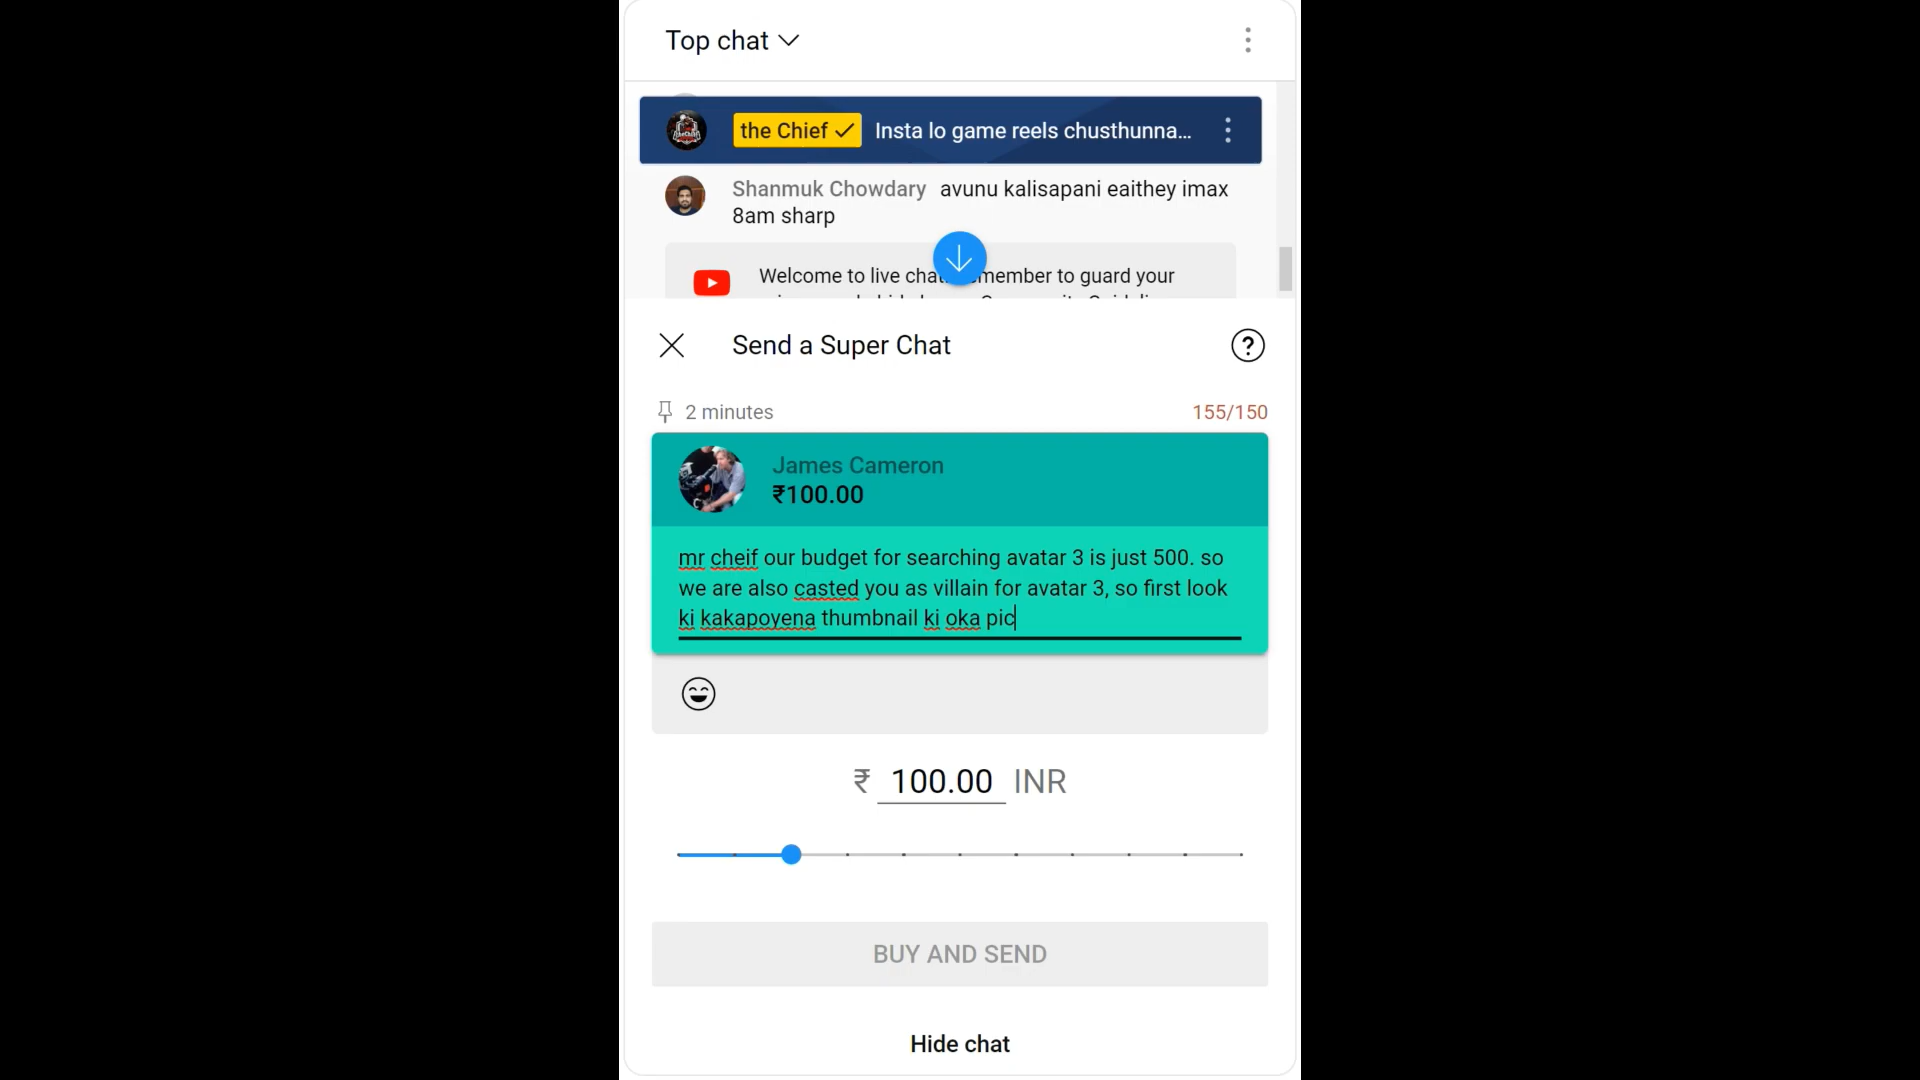 Top chat
the Chief Insta lo game reels chusthunna...
Shanmuk Chowdary avunu kalisapani eaithey imax
8am sharp
Welcome to live chat
member to guard your
Send a Super Chat
2 minutes
155/150
James Cameron
₹100.00
mr cheif our budget for searching avatar 3 is just 500. so
we are also casted you as villain for avatar 3, so first look
ki kakapoyena thumbnail ki oka pic
₹ 100.00 INR
BUY AND SEND
Hide chat